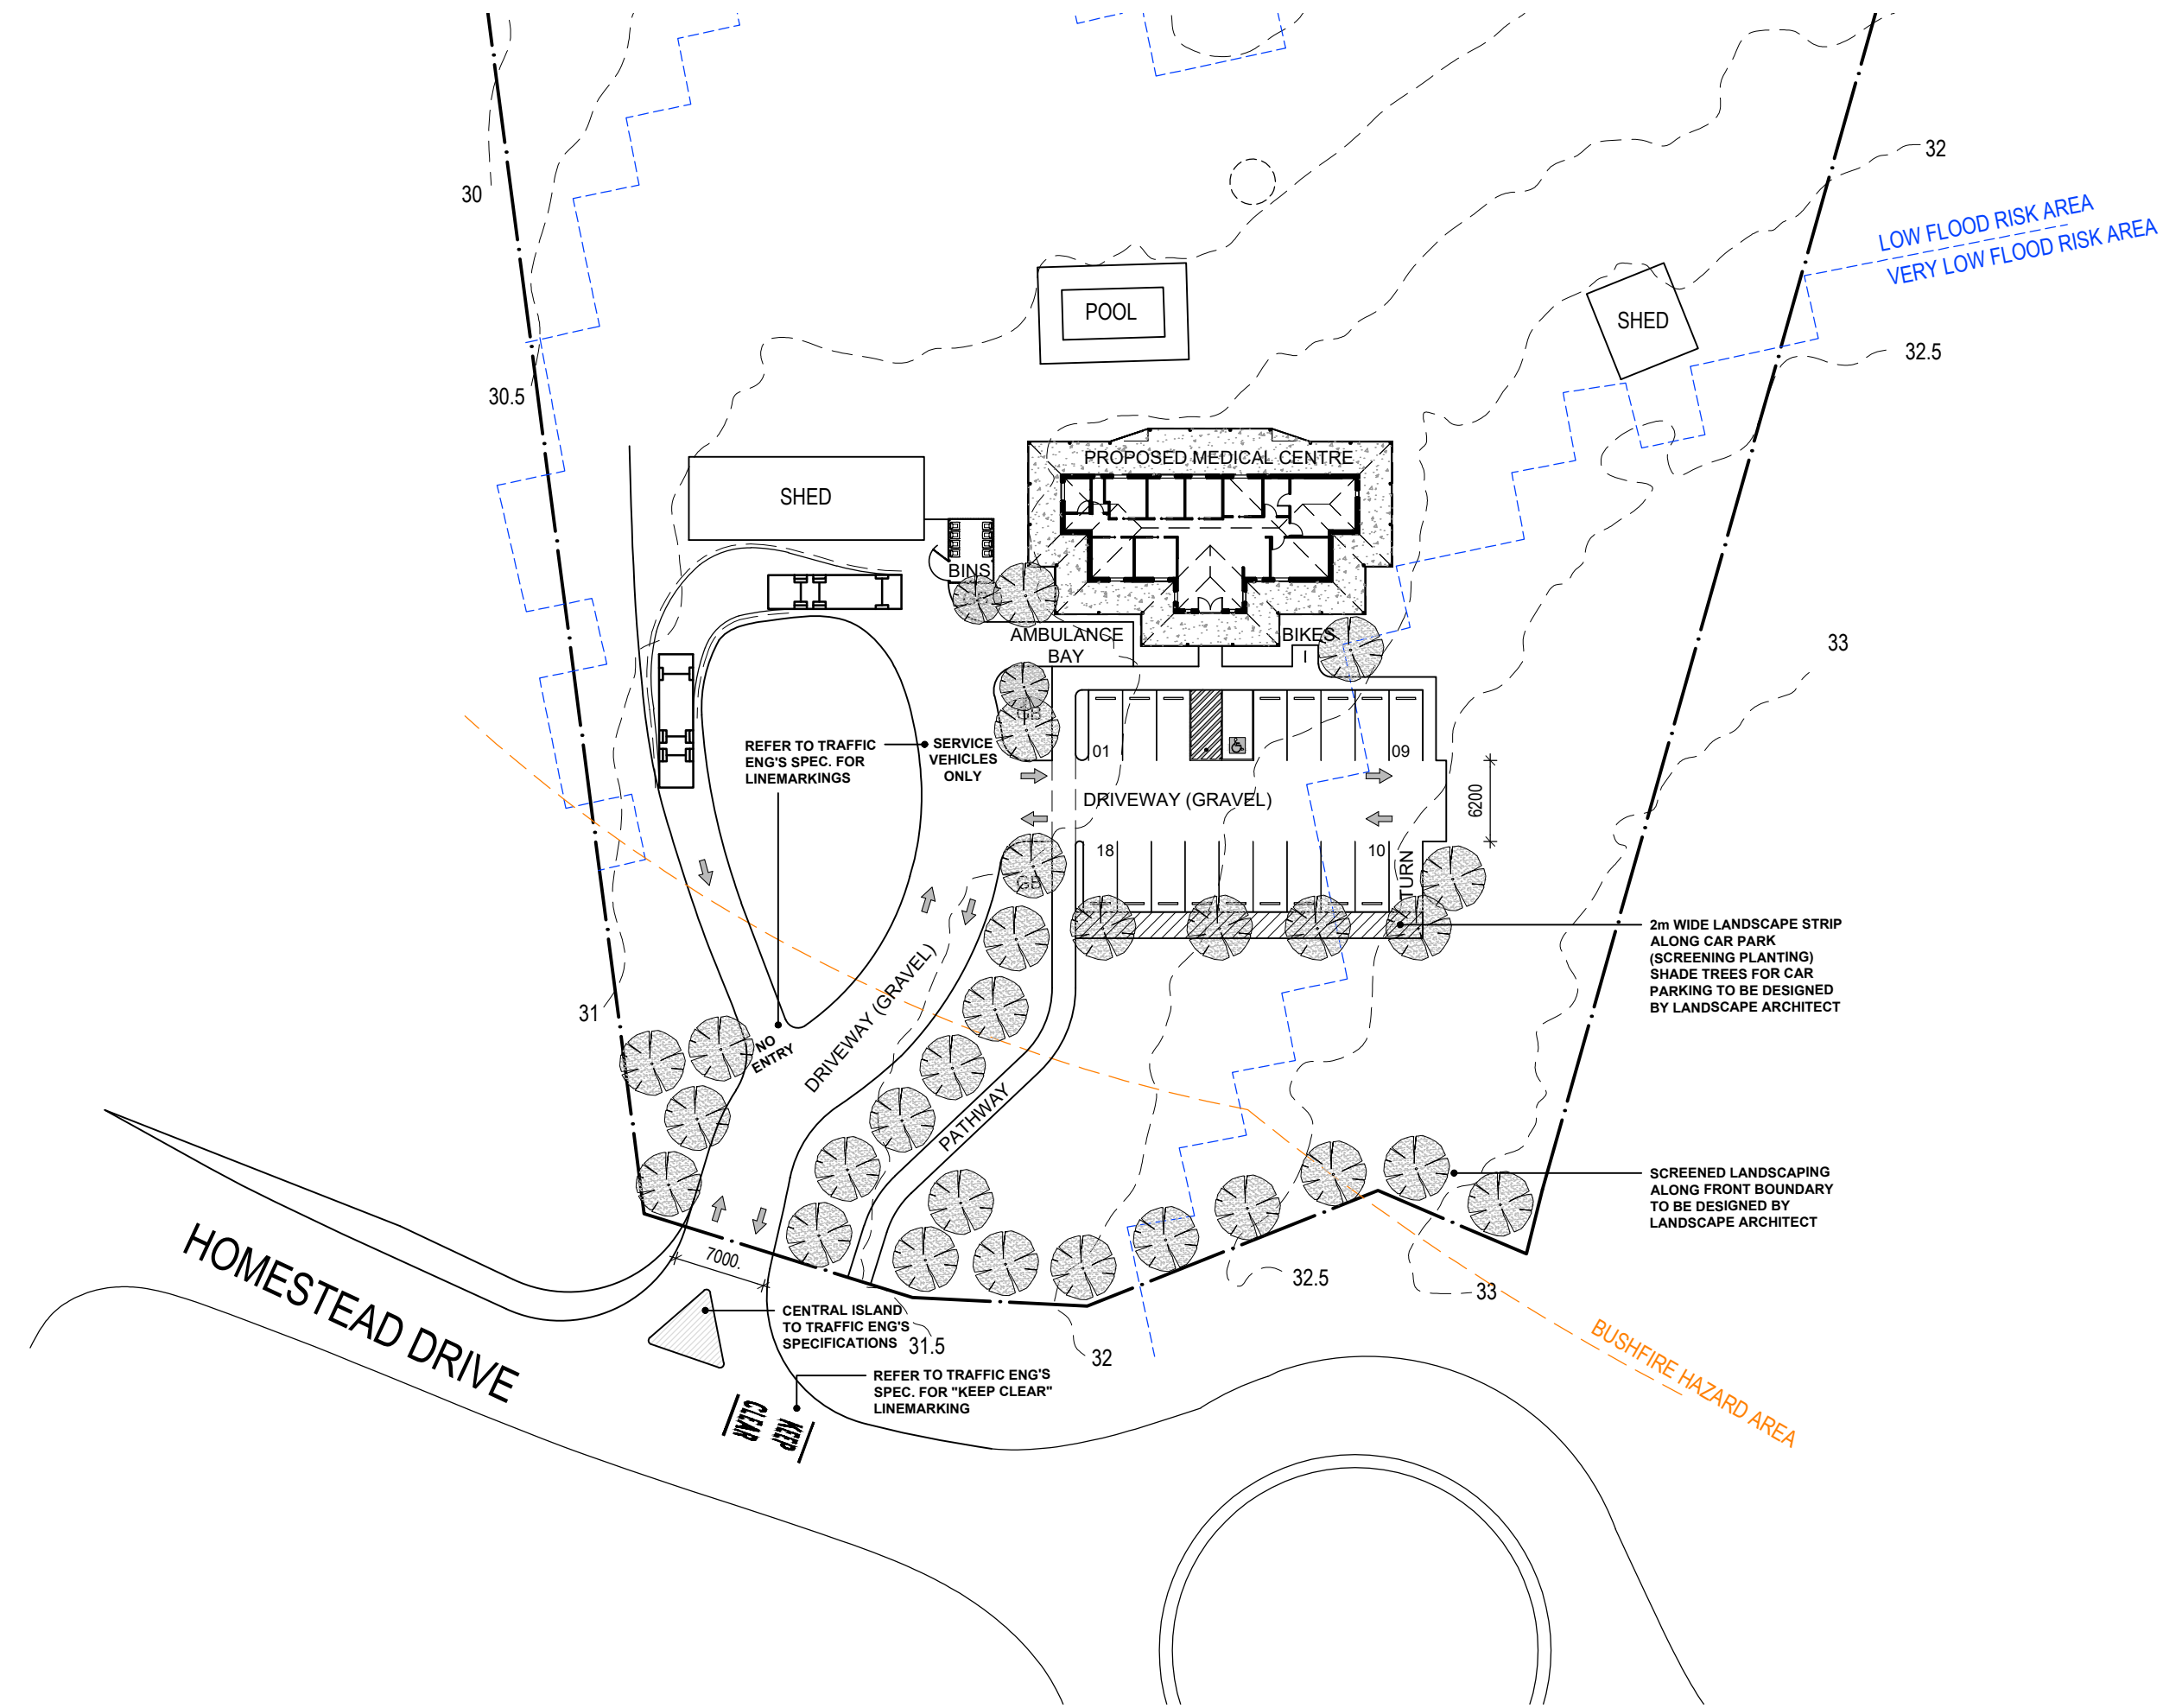 32
LOW FLOOD RISK AREA
VERY LOW FLOOD RISK AREA
30
POOL
SHED
32.5
30.5
PROPOSED MEDICAL CENTRE
SHED
BINS
AMBULANCE
BAY
BIKES
33
GB
REFER TO TRAFFIC
ENG'S SPEC. FOR
LINEMARKINGS
SERVICE
VEHICLES
ONLY
01
09
DRIVEWAY (GRAVEL)
6200
18
10
TURN
GB
2m WIDE LANDSCAPE STRIP
ALONG CAR PARK
(SCREENING PLANTING)
SHADE TREES FOR CAR
PARKING TO BE DESIGNED
BY LANDSCAPE ARCHITECT
31
NO
ENTRY
DRIVEWAY (GRAVEL)
PATHWAY
SCREENED LANDSCAPING
ALONG FRONT BOUNDARY
TO BE DESIGNED BY
LANDSCAPE ARCHITECT
HOMESTEAD DRIVE
7000.
32.5
33
CENTRAL ISLAND
TO TRAFFIC ENG'S
SPECIFICATIONS
31.5
32
BUSHFIRE HAZARD AREA
REFER TO TRAFFIC ENG'S
SPEC. FOR "KEEP CLEAR"
LINEMARKING
KEEP
CLEAR